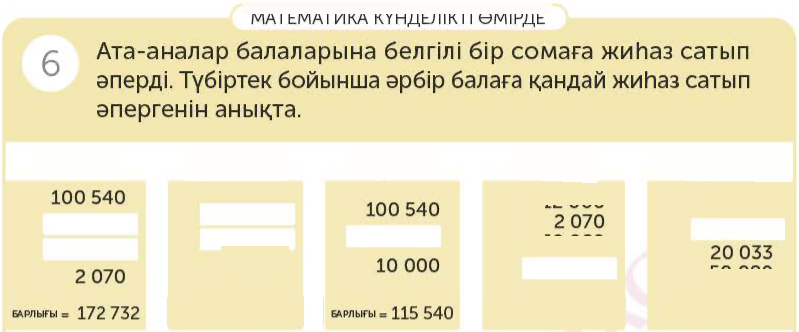 МАТЕМАТИКА КҮНДЕЛІКТІ ӨМІРДЕ
6
Ата-аналар балаларына белгілі бір сомаға жиһаз сатып
әперді. Түбіртек бойынша әрбір балаға қандай жиһаз сатып
әпергенін анықта.
100 540
2 070
БАРЛЫҒЫ = 172 732
100 540
10 000
БАРЛЫҒЫ = 115 540
2 070
20 033